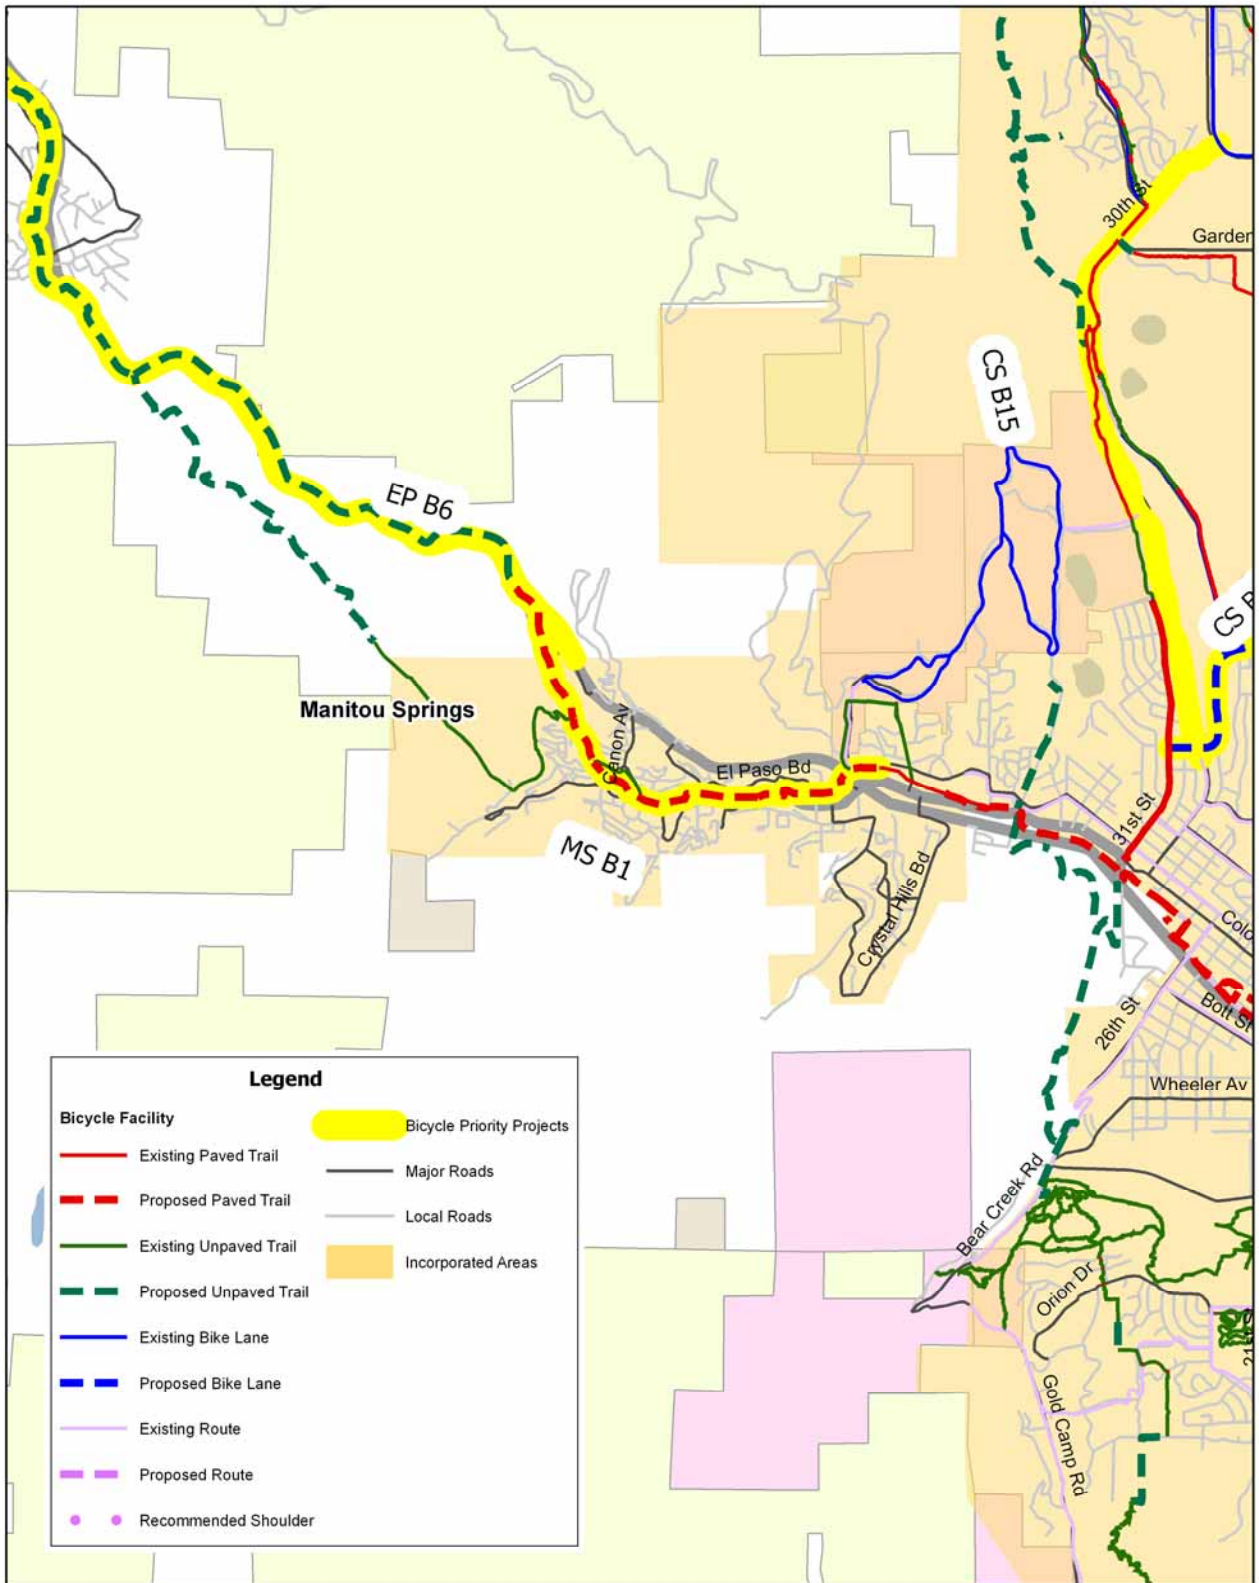 30th St
Garden
CS B15
EP B6
CS B
Manitou Springs
Canon Av
El Paso Bd
31st St
MS B1
Crystal Hills Bd
Colo
26th St
Bott St
Wheeler Av
Legend
Bicycle Facility
Existing Paved Trail
Proposed Paved Trail
Existing Unpaved Trail
Proposed Unpaved Trail
Existing Bike Lane
Proposed Bike Lane
Existing Route
Proposed Route
Recommended Shoulder
Bicycle Priority Projects
Major Roads
Local Roads
Incorporated Areas
Bear Creek Rd
Orion Dr
Gold Camp Rd